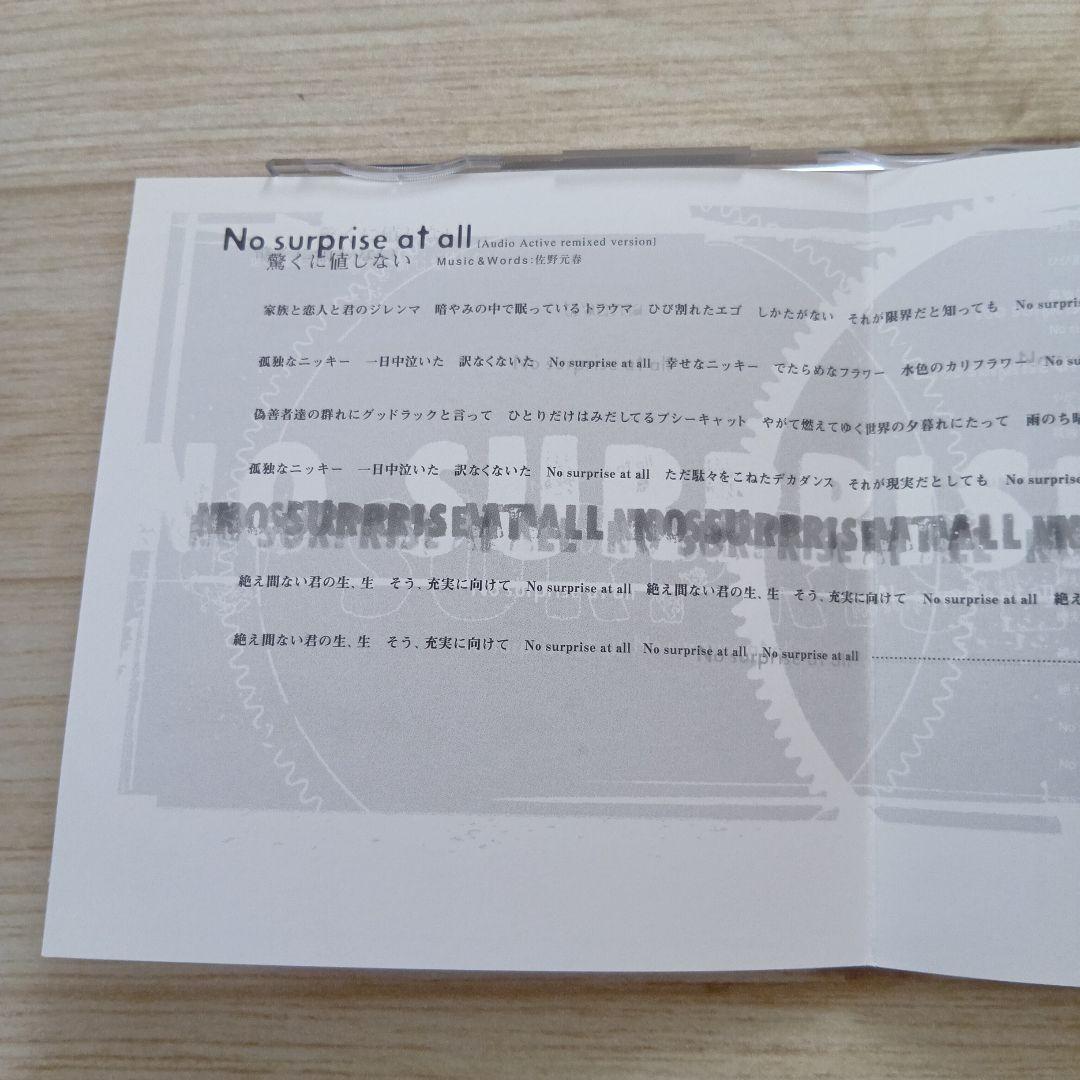 No surprise at all [Audio Active remixed version]
驚くに値しない Music & Words:佐野元春
家族と恋人と君のジレンマ 暗やみの中で眠っているトラウマ ひび割れたエゴ しかたがない それが限界だと知っても No surpris
孤独なニッキー 一日中泣いた 訳なくないた No surprise at all 幸せなニッキー でたらめなフラワー 水色のカリフラワー No su
偽善者達の群れにグッドラックと言って ひとりだけはみだしてるプシーキャット やがて燃えてゆく世界の夕暮れにたって 雨のち
孤独なニッキー 一日中泣いた 訳なくないた No surprise at all ただ駄々をこねたデカダンス それが現実だとしても No surprise
NO SURPRISE
絶え間ない君の生、生 そう、充実に向けて No surprise at all 絶え間ない君の生、生 そう、充実に向けて No surprise at all 絶え
絶え間ない君の生、生 そう、充実に向けて No surprise at all No surprise at all No surprise at all